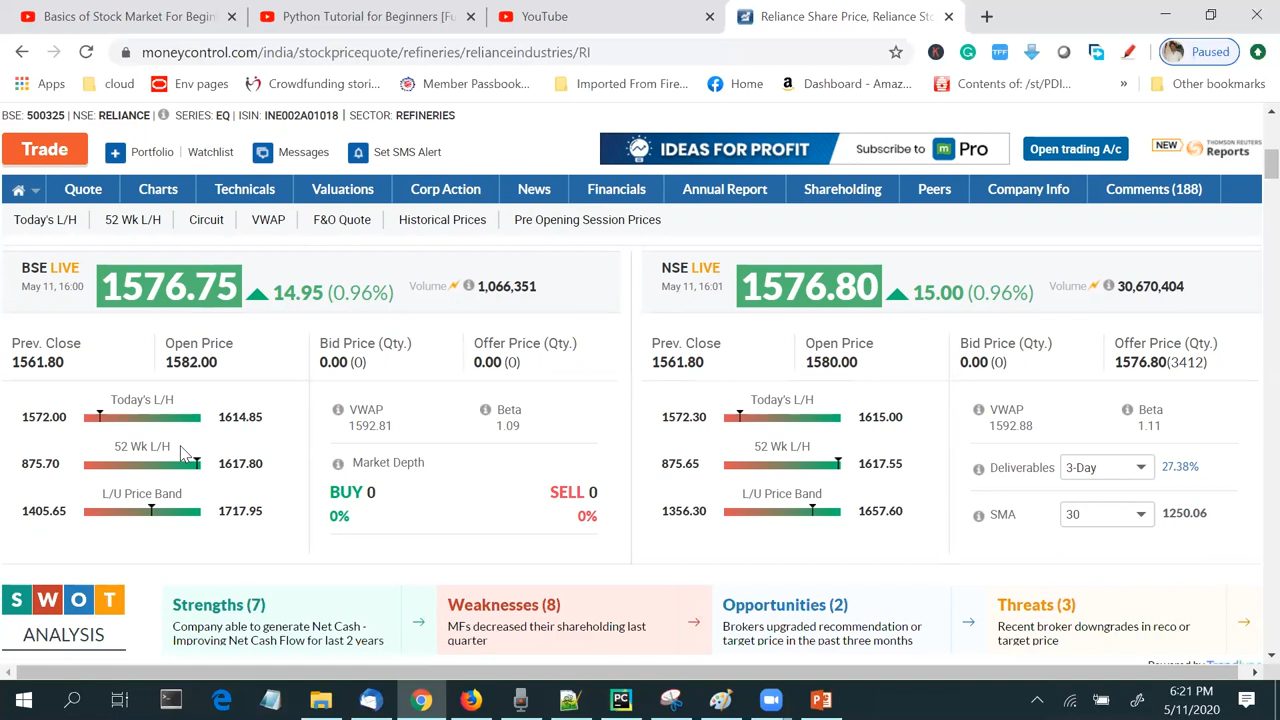 Basics of Stock Market For Begin
Python Tutorial for Beginners [Fu
YouTube
Reliance Share Price, Reliance Sto
moneycontrol.com/india/stockpricequote/refineries/relianceindustries/RI
K
G
TFF
Paused
Apps
cloud
Env pages
Crowdfunding stori...
Member Passbook...
Imported From Fire...
Home
Dashboard - Amaz...
Contents of: /st/PDI...
»
Other bookmarks
BSE: 500325 | NSE: RELIANCE | SERIES: EQ | ISIN: INE002A01018 | SECTOR: REFINERIES
Trade
Portfolio | Watchlist
Messages
Set SMS Alert
IDEAS FOR PROFIT
Subscribe to m Pro
Open trading A/c
NEW
THOMSON REUTERS
Reports
Quote
Charts
Technicals
Valuations
Corp Action
News
Financials
Annual Report
Shareholding
Peers
Company Info
Comments (188)
Today's L/H
52 Wk L/H
Circuit
VWAP
F&O Quote
Historical Prices
Pre Opening Session Prices
BSE LIVE
May 11, 16:00
1576.75
14.95 (0.96%)
Volume
1,066,351
NSE LIVE
May 11, 16:01
1576.80
15.00 (0.96%)
Volume
30,670,404
Prev. Close
1561.80
Open Price
1582.00
Bid Price (Qty.)
0.00 (0)
Offer Price (Qty.)
0.00 (0)
Prev. Close
1561.80
Open Price
1580.00
Bid Price (Qty.)
0.00 (0)
Offer Price (Qty.)
1576.80(3412)
Today's L/H
1572.00
1614.85
52 Wk L/H
875.70
1617.80
L/U Price Band
1405.65
1717.95
VWAP
1592.81
Beta
1.09
Market Depth
BUY 0
0%
SELL 0
0%
Today's L/H
1572.30
1615.00
52 Wk L/H
875.65
1617.55
L/U Price Band
1356.30
1657.60
VWAP
1592.88
Beta
1.11
Deliverables
3-Day
27.38%
SMA
30
1250.06
S W O T
ANALYSIS
Strengths (7)
Company able to generate Net Cash -
Improving Net Cash Flow for last 2 years
Weaknesses (8)
MFs decreased their shareholding last
quarter
Opportunities (2)
Brokers upgraded recommendation or
target price in the past three months
Threats (3)
Recent broker downgrades in reco or
target price
PC
6:21 PM
5/11/2020